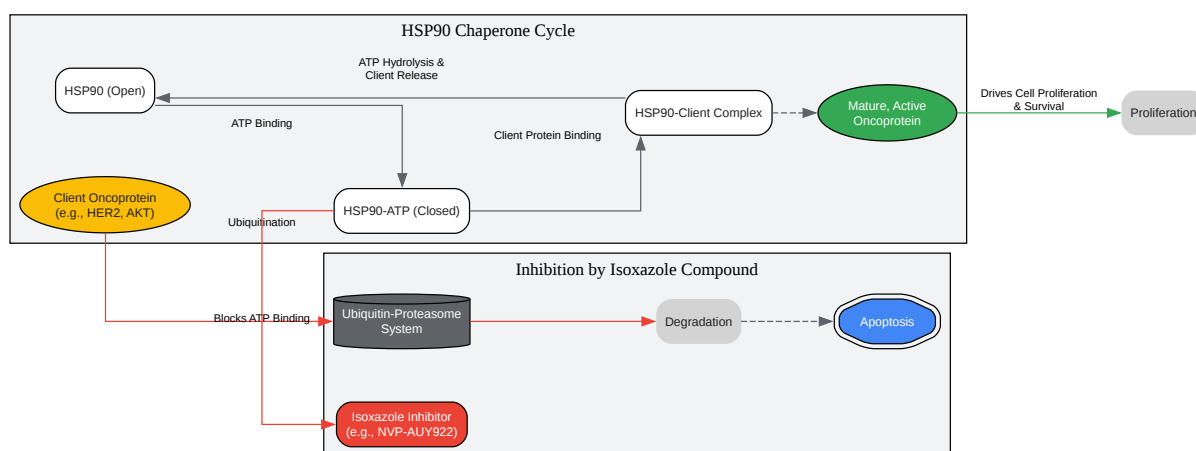 HSP90 Chaperone Cycle
ATP Hydrolysis &
Client Release
HSP90 (Open)
ATP Binding
Client Protein Binding
HSP90-Client Complex
Mature, Active
Oncoprotein
Drives Cell Proliferation
& Survival
Proliferation
Client Oncoprotein
(e.g., HER2, AKT)
HSP90-ATP (Closed)
Ubiquitination
Inhibition by Isoxazole Compound
Blocks ATP Binding
Ubiquitin-Proteasome
System
Degradation
Apoptosis
Isoxazole Inhibitor
(e.g., NVP-AUY922)